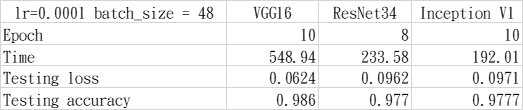 lr=0.0001 batch_size = 48 VGG16 ResNet34 Inception V1
Epoch 10 8 10
Time 548.94 233.58 192.01
Testing loss 0.0624 0.0962 0.0971
Testing accuracy 0.986 0.977 0.9777